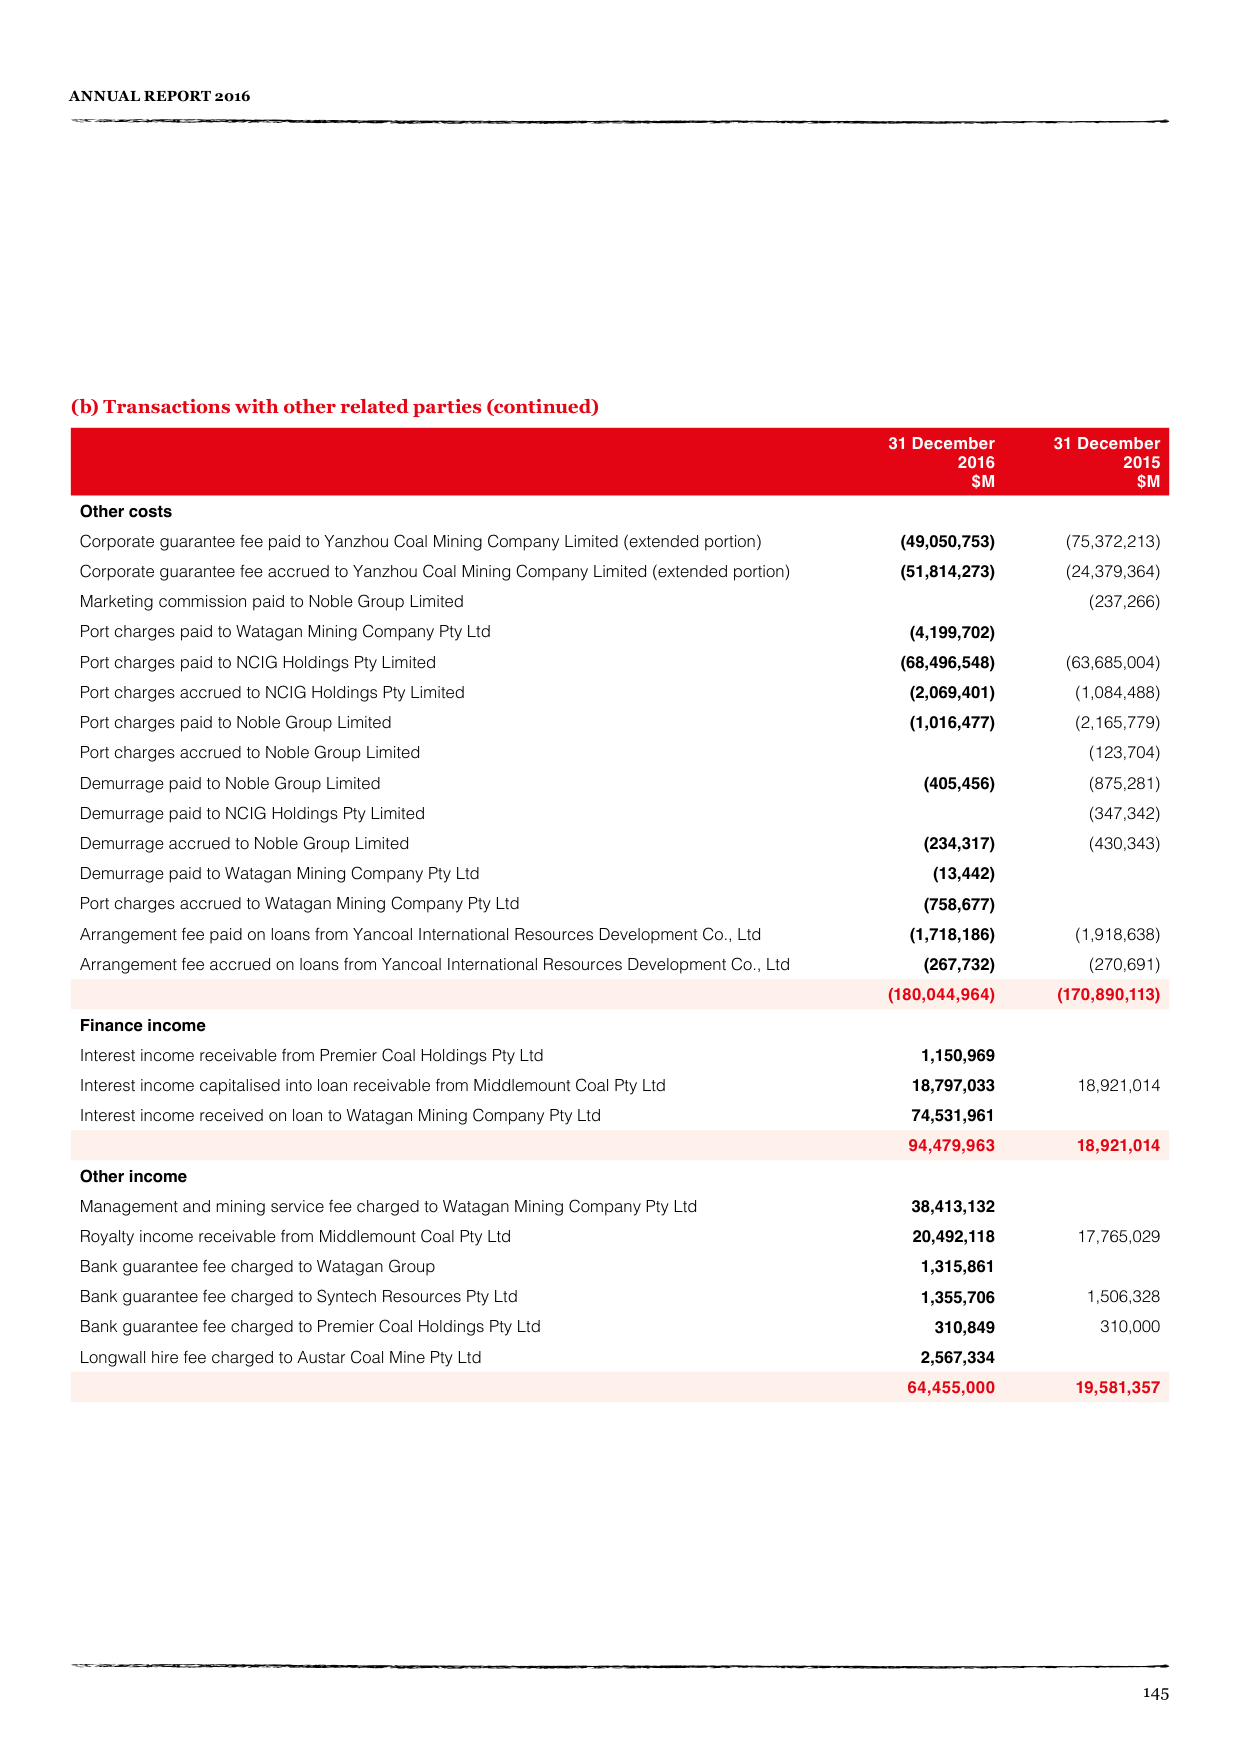 ANNUAL REPORT 2016
(b) Transactions with other related parties (continued)
31 December 31 December
2016 2015
$M $M
Other costs
Corporate guarantee fee paid to Yanzhou Coal Mining Company Limited (extended portion) (49,050,753) (75,372,213)
Corporate guarantee fee accrued to Yanzhou Coal Mining Company Limited (extended portion) (51,814,273) (24,379,364)
Marketing commission paid to Noble Group Limited (237,266)
Port charges paid to Watagan Mining Company Pty Ltd (4,199,702)
Port charges paid to NCIG Holdings Pty Limited (68,496,548) (63,685,004)
Port charges accrued to NCIG Holdings Pty Limited (2,069,401) (1,084,488)
Port charges paid to Noble Group Limited (1,016,477) (2,165,779)
Port charges accrued to Noble Group Limited (123,704)
Demurrage paid to Noble Group Limited (405,456) (875,281)
Demurrage paid to NCIG Holdings Pty Limited (347,342)
Demurrage accrued to Noble Group Limited (234,317) (430,343)
Demurrage paid to Watagan Mining Company Pty Ltd (13,442)
Port charges accrued to Watagan Mining Company Pty Ltd (758,677)
Arrangement fee paid on loans from Yancoal International Resources Development Co., Ltd (1,718,186) (1,918,638)
Arrangement fee accrued on loans from Yancoal International Resources Development Co., Ltd (267,732) (270,691)
(180,044,964) (170,890,113)
Finance income
Interest income receivable from Premier Coal Holdings Pty Ltd 1,150,969
Interest income capitalised into loan receivable from Middlemount Coal Pty Ltd 18,797,033 18,921,014
Interest income received on loan to Watagan Mining Company Pty Ltd 74,531,961
94,479,963 18,921,014
Other income
Management and mining service fee charged to Watagan Mining Company Pty Ltd 38,413,132
Royalty income receivable from Middlemount Coal Pty Ltd 20,492,118 17,765,029
Bank guarantee fee charged to Watagan Group 1,315,861
Bank guarantee fee charged to Syntech Resources Pty Ltd 1,355,706 1,506,328
Bank guarantee fee charged to Premier Coal Holdings Pty Ltd 310,849 310,000
Longwall hire fee charged to Austar Coal Mine Pty Ltd 2,567,334
64,455,000 19,581,357
145